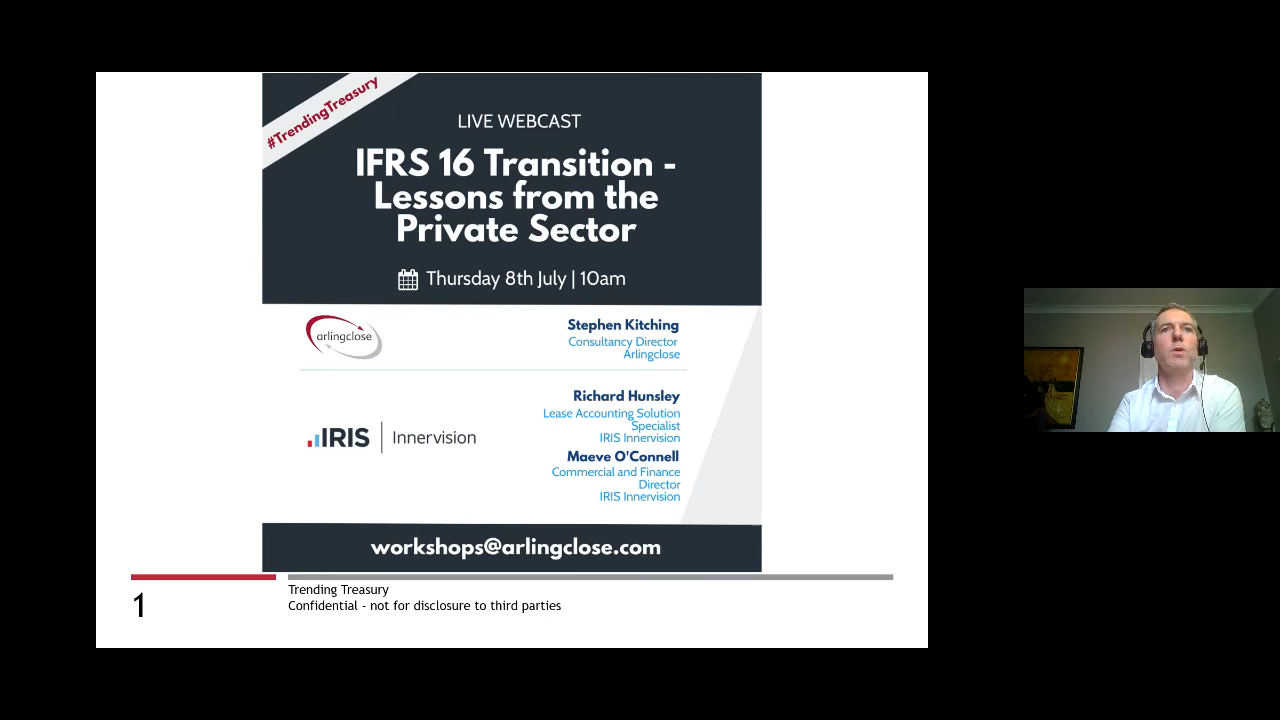 #TrendingTreasury
LIVE WEBCAST
IFRS 16 Transition -
Lessons from the
Private Sector
Thursday 8th July | 10am
arlingclose
Stephen Kitching
Consultancy Director
Arlingclose
IRIS | Innervision
Richard Hunsley
Lease Accounting Solution
Specialist
IRIS Innervision
Maeve O'Connell
Commercial and Finance
Director
IRIS Innervision
workshops@arlingclose.com
1
Trending Treasury
Confidential - not for disclosure to third parties